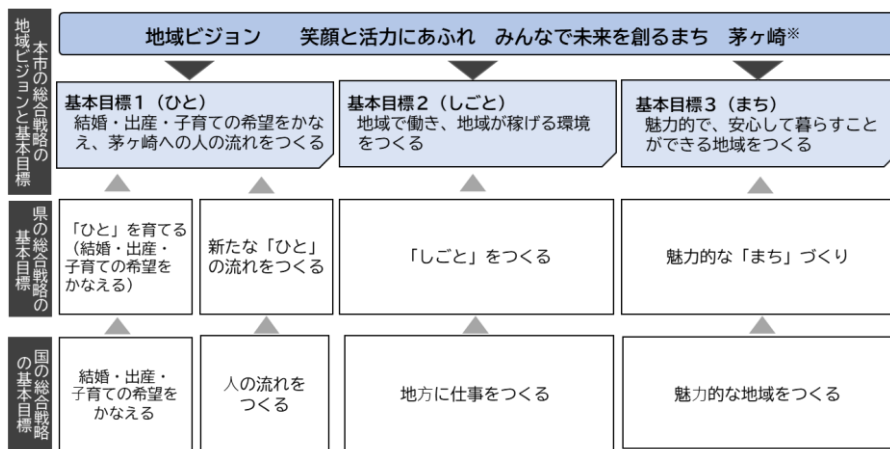 本市の総合戦略の
地域ビジョンと基本目標
地域ビジョン　　笑顔と活力にあふれ　みんなで未来を創るまち　茅ヶ崎※
基本目標１（ひと）
結婚・出産・子育ての希望をかな
え、茅ヶ崎への人の流れをつくる
基本目標２（しごと）
地域で働き、地域が稼げる環境
をつくる
基本目標３（まち）
魅力的で、安心して暮らすこと
ができる地域をつくる
県の総合戦略の
基本目標
「ひと」を育てる
（結婚・出産・
子育ての希望を
かなえる）
新たな「ひと」
の流れをつくる
「しごと」をつくる
魅力的な「まち」づくり
国の総合戦略
の基本目標
結婚・出産・
子育ての希望を
かなえる
人の流れを
つくる
地方に仕事をつくる
魅力的な地域をつくる